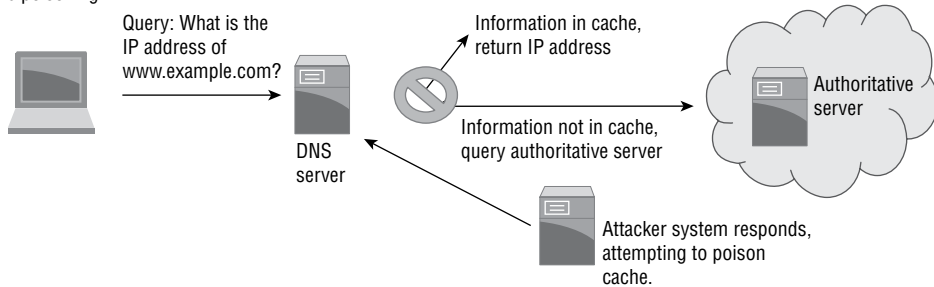 Query: What is the
IP address of
www.example.com?
DNS
server
Information in cache,
return IP address
Information not in cache,
query authoritative server
Authoritative
server
Attacker system responds,
attempting to poison
cache.